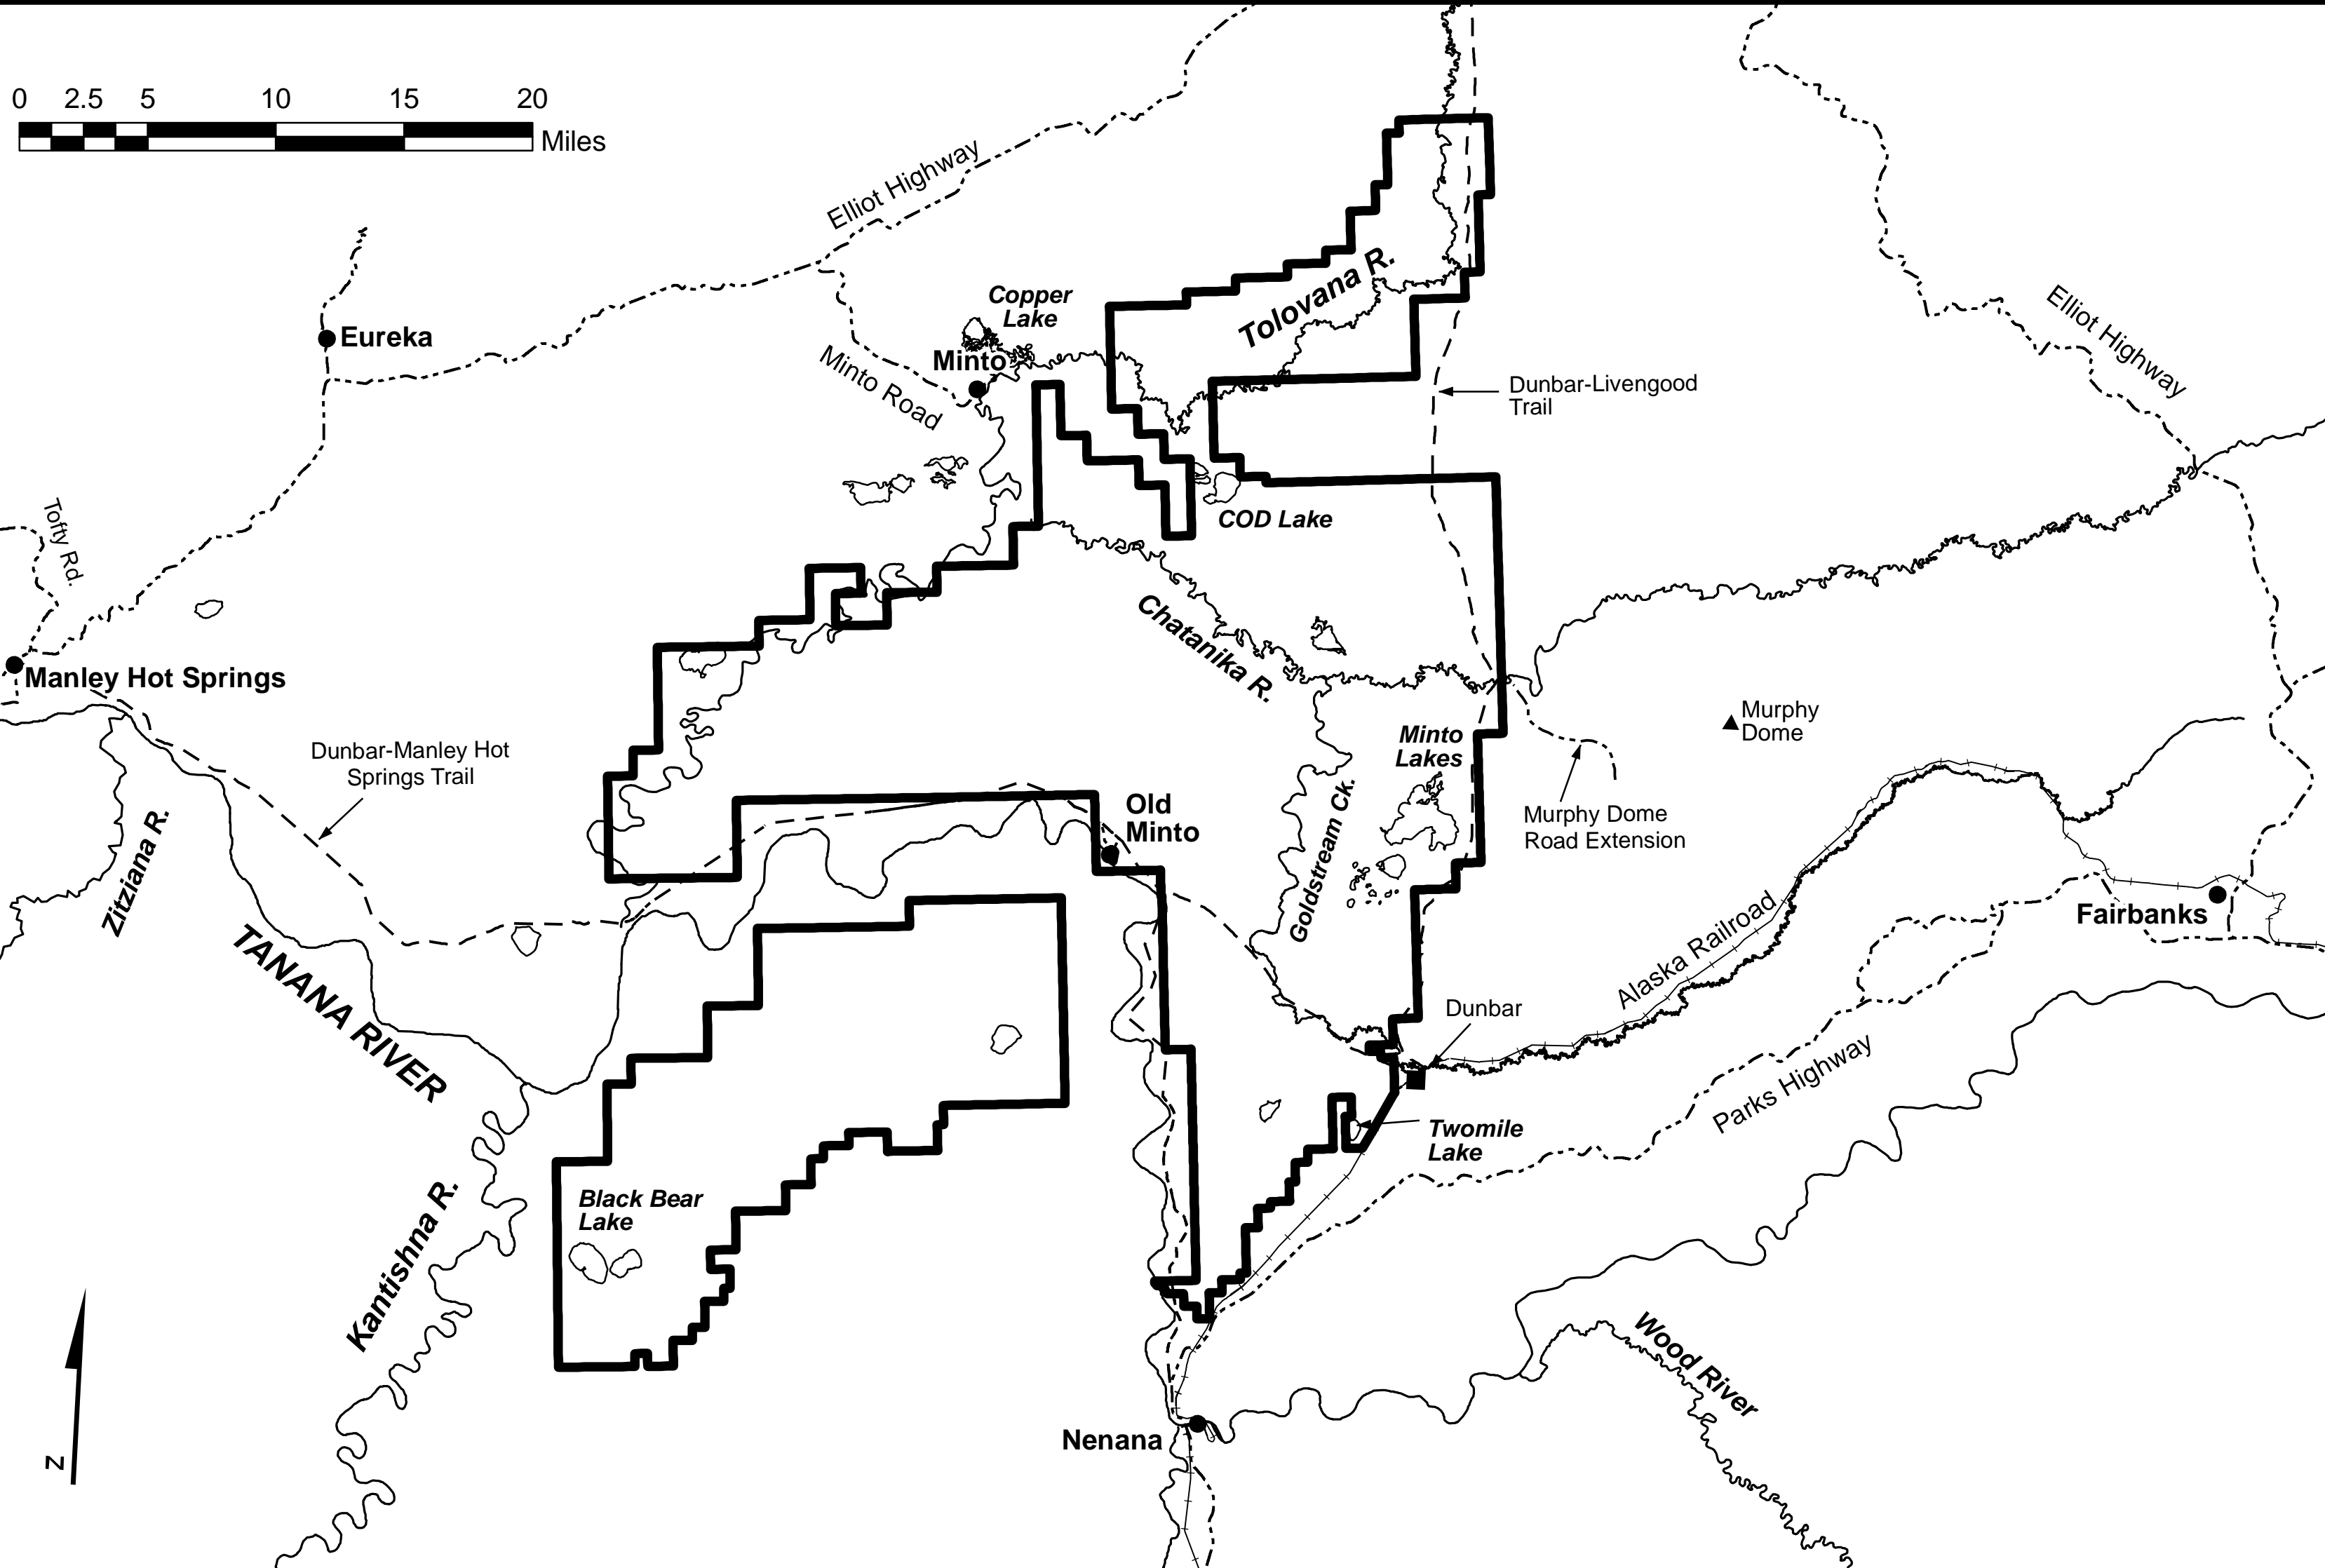 0 2.5 5 10 15 20
Miles
Elliot Highway
Copper
Lake
Tolovana R.
Elliot Highway
Eureka
Minto
Minto Road
Dunbar-Livengood
Trail
Tofty Rd.
COD Lake
Chatanika R.
Manley Hot Springs
Murphy
Dome
Minto
Lakes
Dunbar-Manley Hot
Springs Trail
Old
Minto
Murphy Dome
Road Extension
Zitziana R.
Goldstream Ck.
Fairbanks
TANANA RIVER
Alaska Railroad
Dunbar
Parks Highway
Twomile
Lake
Black Bear
Lake
Kantishna R.
Wood River
Nenana
N